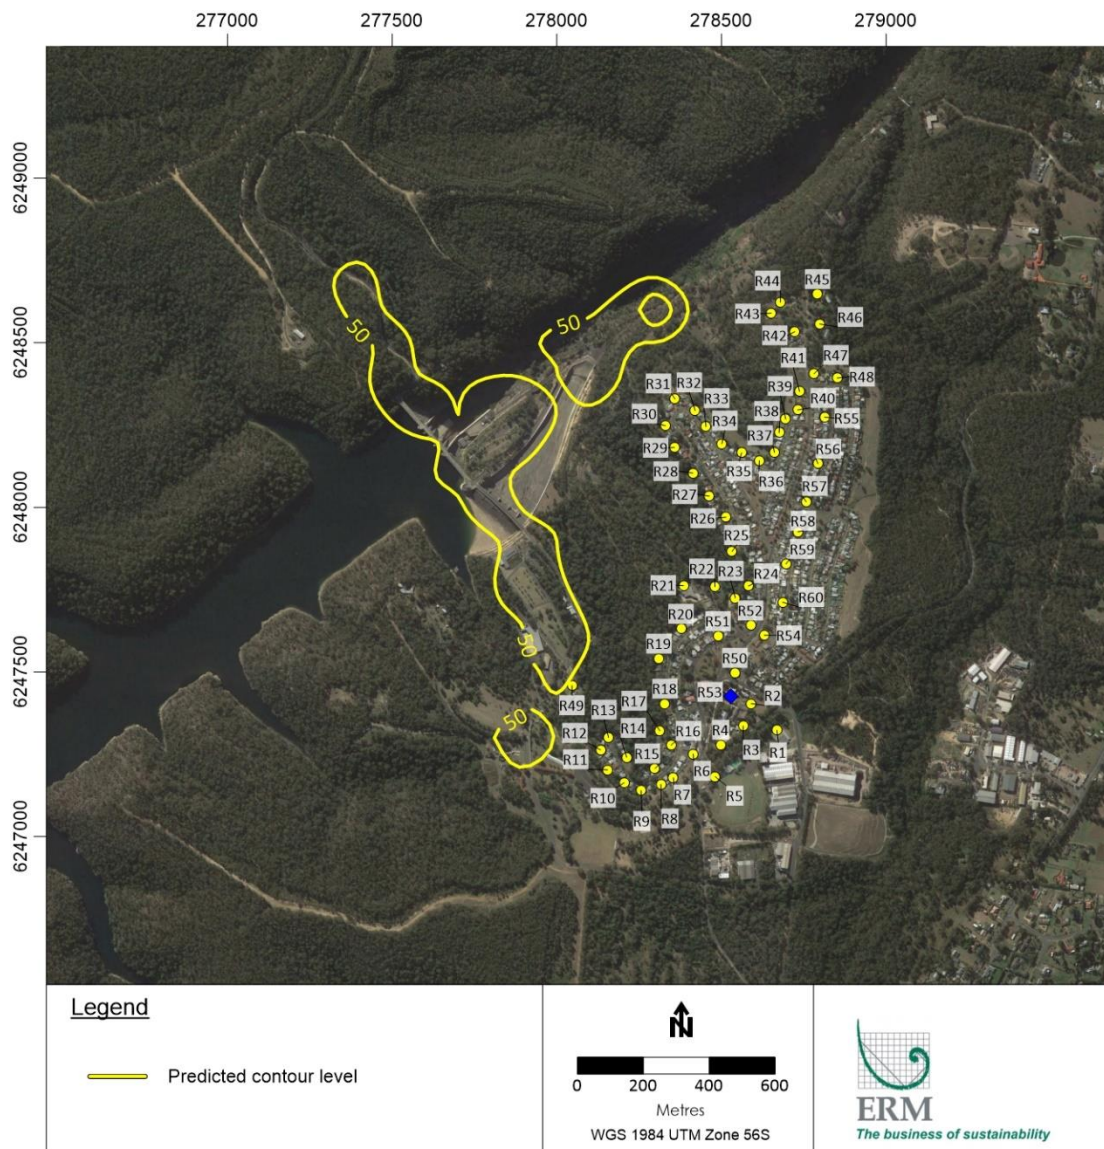 277000 277500 278000 278500 279000
6249000
6248500
6248000
6247500
6247000
50
50
50
50
R44 R45
R43
R46
R42
R41 R47
R48
R39
R40
R31 R32
R33
R38
R55
R30
R34
R37
R29
R56
R35
R28
R36
R57
R27
R26
R58
R25
R59
R22 R23
R21
R24
R60
R20
R51 R52
R54
R19
R50
R18
R53
R2
R49
R17
R13
R12
R14
R16
R4
R3
R1
R15
R11
R6
R10
R7
R5
R9
R8
Legend
Predicted contour level
N
0 200 400 600
Metres
WGS 1984 UTM Zone 56S
ERM
The business of sustainability